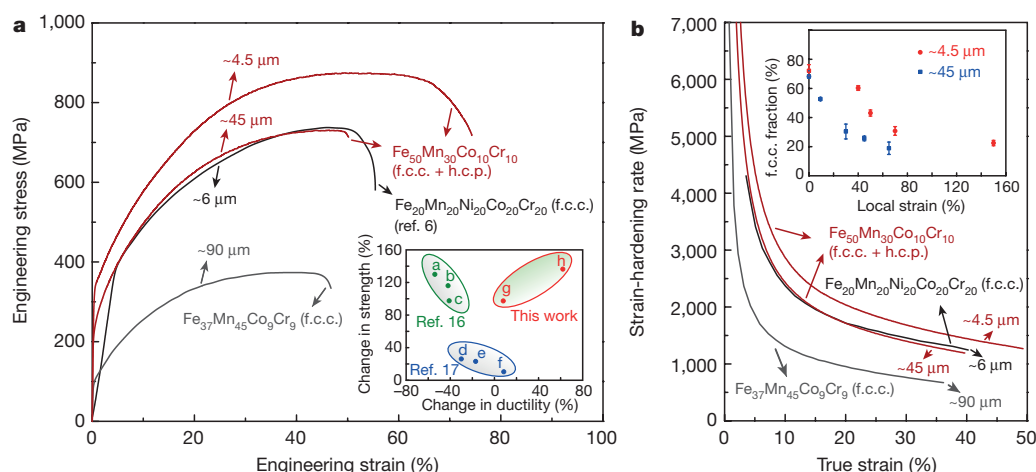 a
1,000
800
600
400
200
0
Engineering stress (MPa)
0 20 40 60 80 100
Engineering strain (%)
~4.5 μm
~45 μm
Fe50Mn30Co10Cr10
(f.c.c. + h.c.p.)
~6 μm
Fe20Mn20Ni20Co20Cr20 (f.c.c.)
(ref. 6)
~90 μm
Fe37Mn45Co9Cr9 (f.c.c.)
160
120
80
40
0
Change in strength (%)
a
b
c
Ref. 16
h
g
This work
d e f
Ref. 17
−80 −40 0 40 80
Change in ductility (%)
b
7,000
6,000
5,000
4,000
3,000
2,000
1,000
0
Strain-hardening rate (MPa)
0 10 20 30 40 50
True strain (%)
80
60
40
20
0
f.c.c. fraction (%)
~4.5 μm
~45 μm
0 40 80 120 160
Local strain (%)
Fe50Mn30Co10Cr10
(f.c.c. + h.c.p.)
Fe20Mn20Ni20Co20Cr20 (f.c.c.)
~4.5 μm
~6 μm
~45 μm
Fe37Mn45Co9Cr9 (f.c.c.)
~90 μm